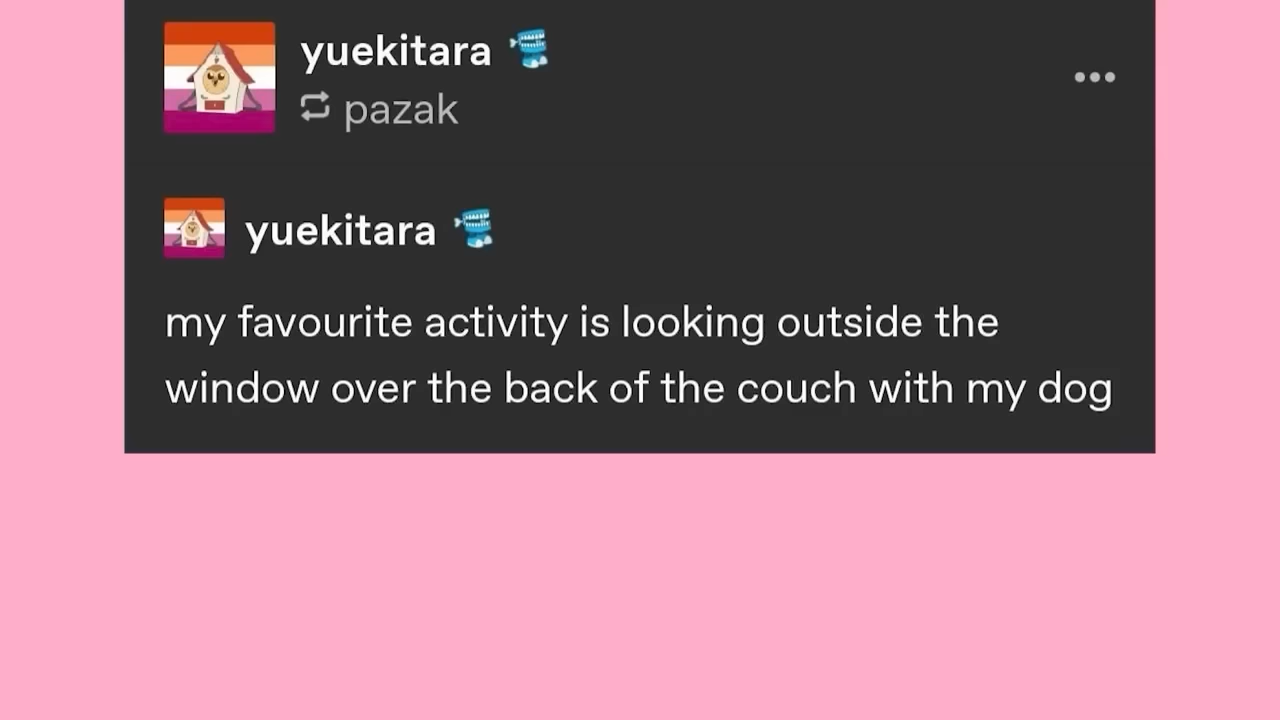 yuekitara
pazak
yuekitara
my favourite activity is looking outside the
window over the back of the couch with my dog